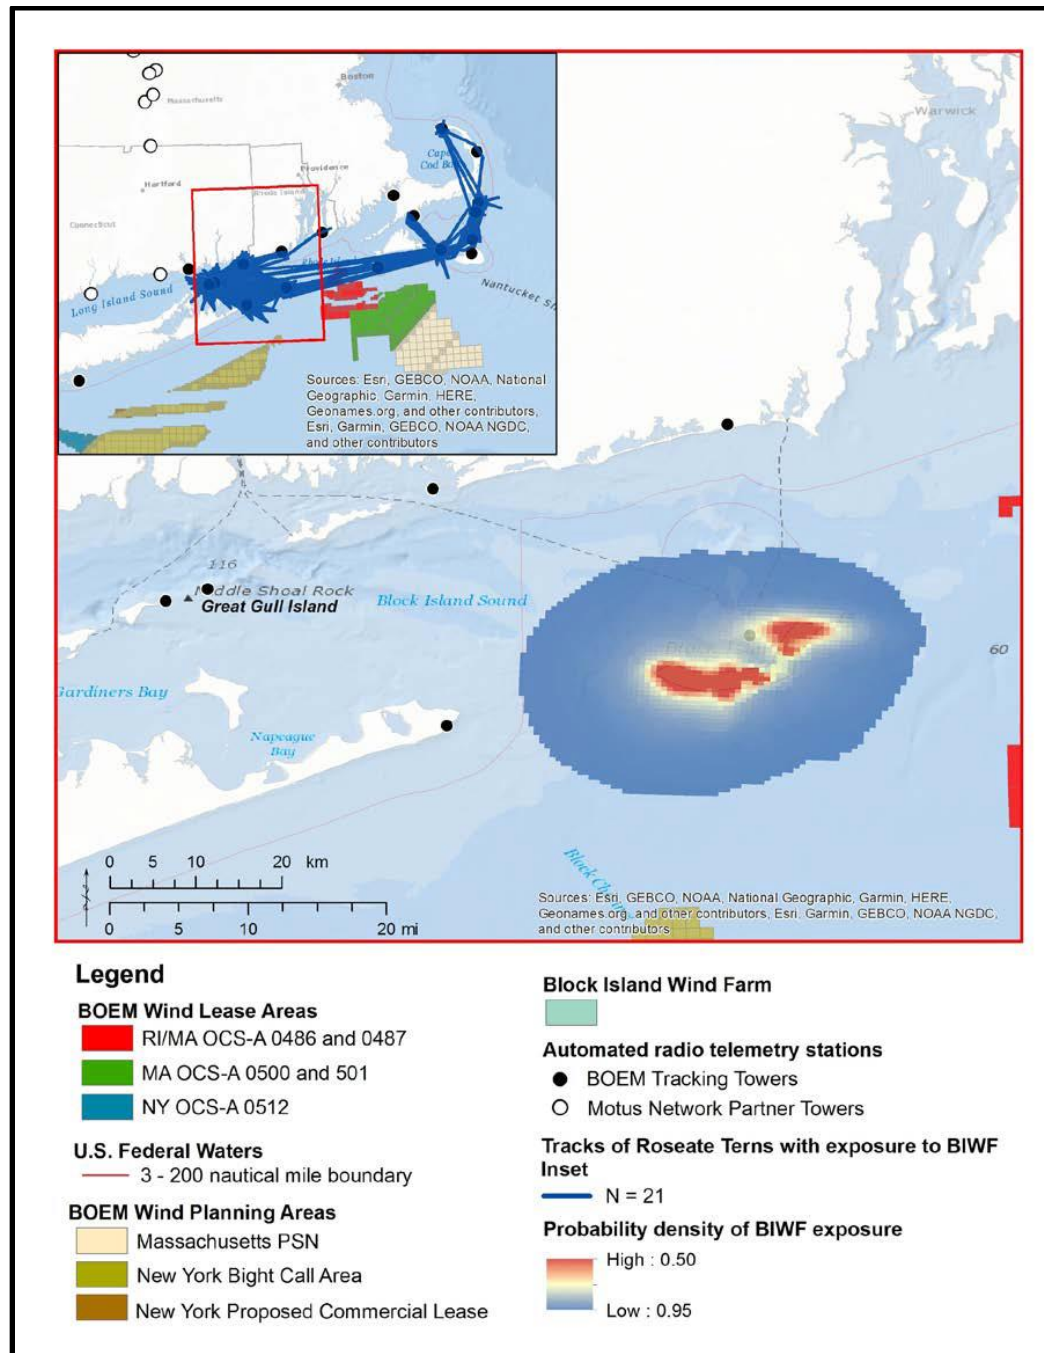 Boston
Massachusetts
Cape
Cod Bay
Providence
Hartford
Rhode Island
Connecticut
Long Island Sound
Nantucket Sh
Sources: Esri, GEBCO, NOAA, National
Geographic, Garmin, HERE,
Geonames.org, and other contributors,
Esri, Garmin, GEBCO, NOAA NGDC,
and other contributors
Warwick
116
Middle Shoal Rock
Great Gull Island
Block Island Sound
60
Gardiners Bay
Napeague
Bay
Block Channel
0 5 10 20 km
0 5 10 20 mi
Sources: Esri, GEBCO, NOAA, National Geographic, Garmin, HERE,
Geonames.org, and other contributors, Esri, Garmin, GEBCO, NOAA NGDC,
and other contributors
Legend
BOEM Wind Lease Areas
RI/MA OCS-A 0486 and 0487
MA OCS-A 0500 and 501
NY OCS-A 0512
U.S. Federal Waters
3 - 200 nautical mile boundary
BOEM Wind Planning Areas
Massachusetts PSN
New York Bight Call Area
New York Proposed Commercial Lease
Block Island Wind Farm
Automated radio telemetry stations
BOEM Tracking Towers
Motus Network Partner Towers
Tracks of Roseate Terns with exposure to BIWF
Inset
N = 21
Probability density of BIWF exposure
High : 0.50
Low : 0.95